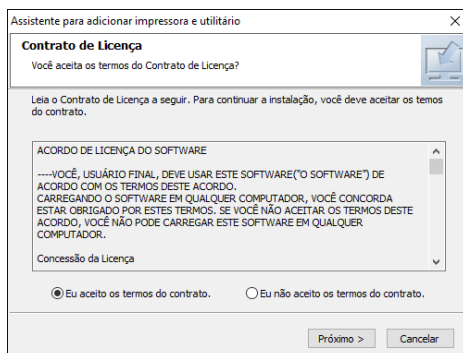 Assistente para adicionar impressora e utilitário
Contrato de Licença
Você aceita os termos do Contrato de Licença?
Leia o Contrato de Licença a seguir. Para continuar a instalação, você deve aceitar os temos
do contrato.
ACORDO DE LICENÇA DO SOFTWARE
----VOCÊ, USUÁRIO FINAL, DEVE USAR ESTE SOFTWARE("O SOFTWARE") DE
ACORDO COM OS TERMOS DESTE ACORDO.
CARREGANDO O SOFTWARE EM QUALQUER COMPUTADOR, VOCÊ CONCORDA
ESTAR OBRIGADO POR ESTES TERMOS. SE VOCÊ NÃO ACEITAR OS TERMOS DESTE
ACORDO, VOCÊ NÃO PODE CARREGAR ESTE SOFTWARE EM QUALQUER
COMPUTADOR.
Concessão da Licença
Eu aceito os termos do contrato.
Eu não aceito os termos do contrato.
Próximo >
Cancelar